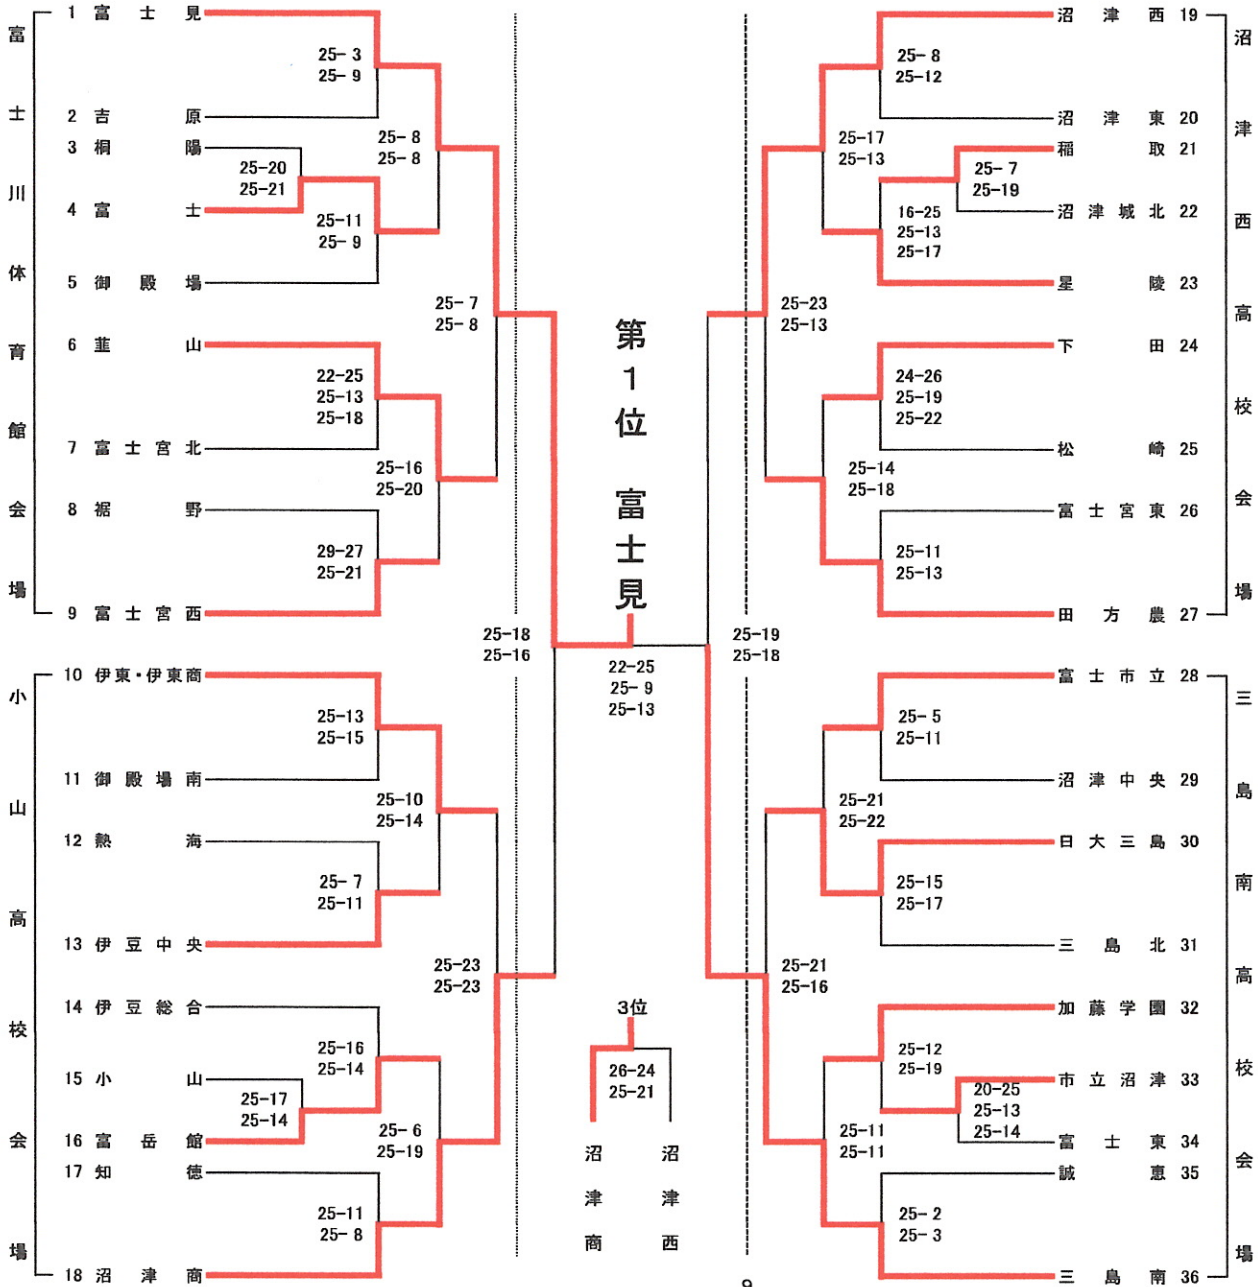 富士川体育館会場
1 富士見
25-3
25-9
2 吉原
25-8
25-8
3 桐陽
25-20
25-21
4 富士
25-11
25-9
5 御殿場
25-7
25-8
6 韮山
22-25
25-13
25-18
7 富士宮北
25-16
25-20
8 裾野
29-27
25-21
9 富士宮西
25-18
25-16
小山高校会場
10 伊東・伊東商
25-13
25-15
11 御殿場南
25-10
25-14
12 熱海
25-7
25-11
13 伊豆中央
25-23
25-23
14 伊豆総合
25-16
25-14
15 小山
25-17
25-14
16 富岳館
25-6
25-19
17 知徳
25-11
25-8
18 沼津商
第1位 富士見
22-25
25-9
25-13
3位
26-24
25-21
沼津商
沼津西
沼津西高校会場
沼津西 19
25-8
25-12
沼津東 20
25-17
25-13
稲取 21
25-7
25-19
沼津城北 22
16-25
25-13
25-17
星陵 23
25-23
25-13
下田 24
24-26
25-19
25-22
松崎 25
25-14
25-18
富士宮東 26
25-11
25-13
田方農 27
25-19
25-18
三島南高校会場
富士市立 28
25-5
25-11
沼津中央 29
25-21
25-22
日大三島 30
25-15
25-17
三島北 31
25-21
25-16
加藤学園 32
25-12
25-19
市立沼津 33
20-25
25-13
25-14
富士東 34
25-11
25-11
誠恵 35
25-2
25-3
三島南 36